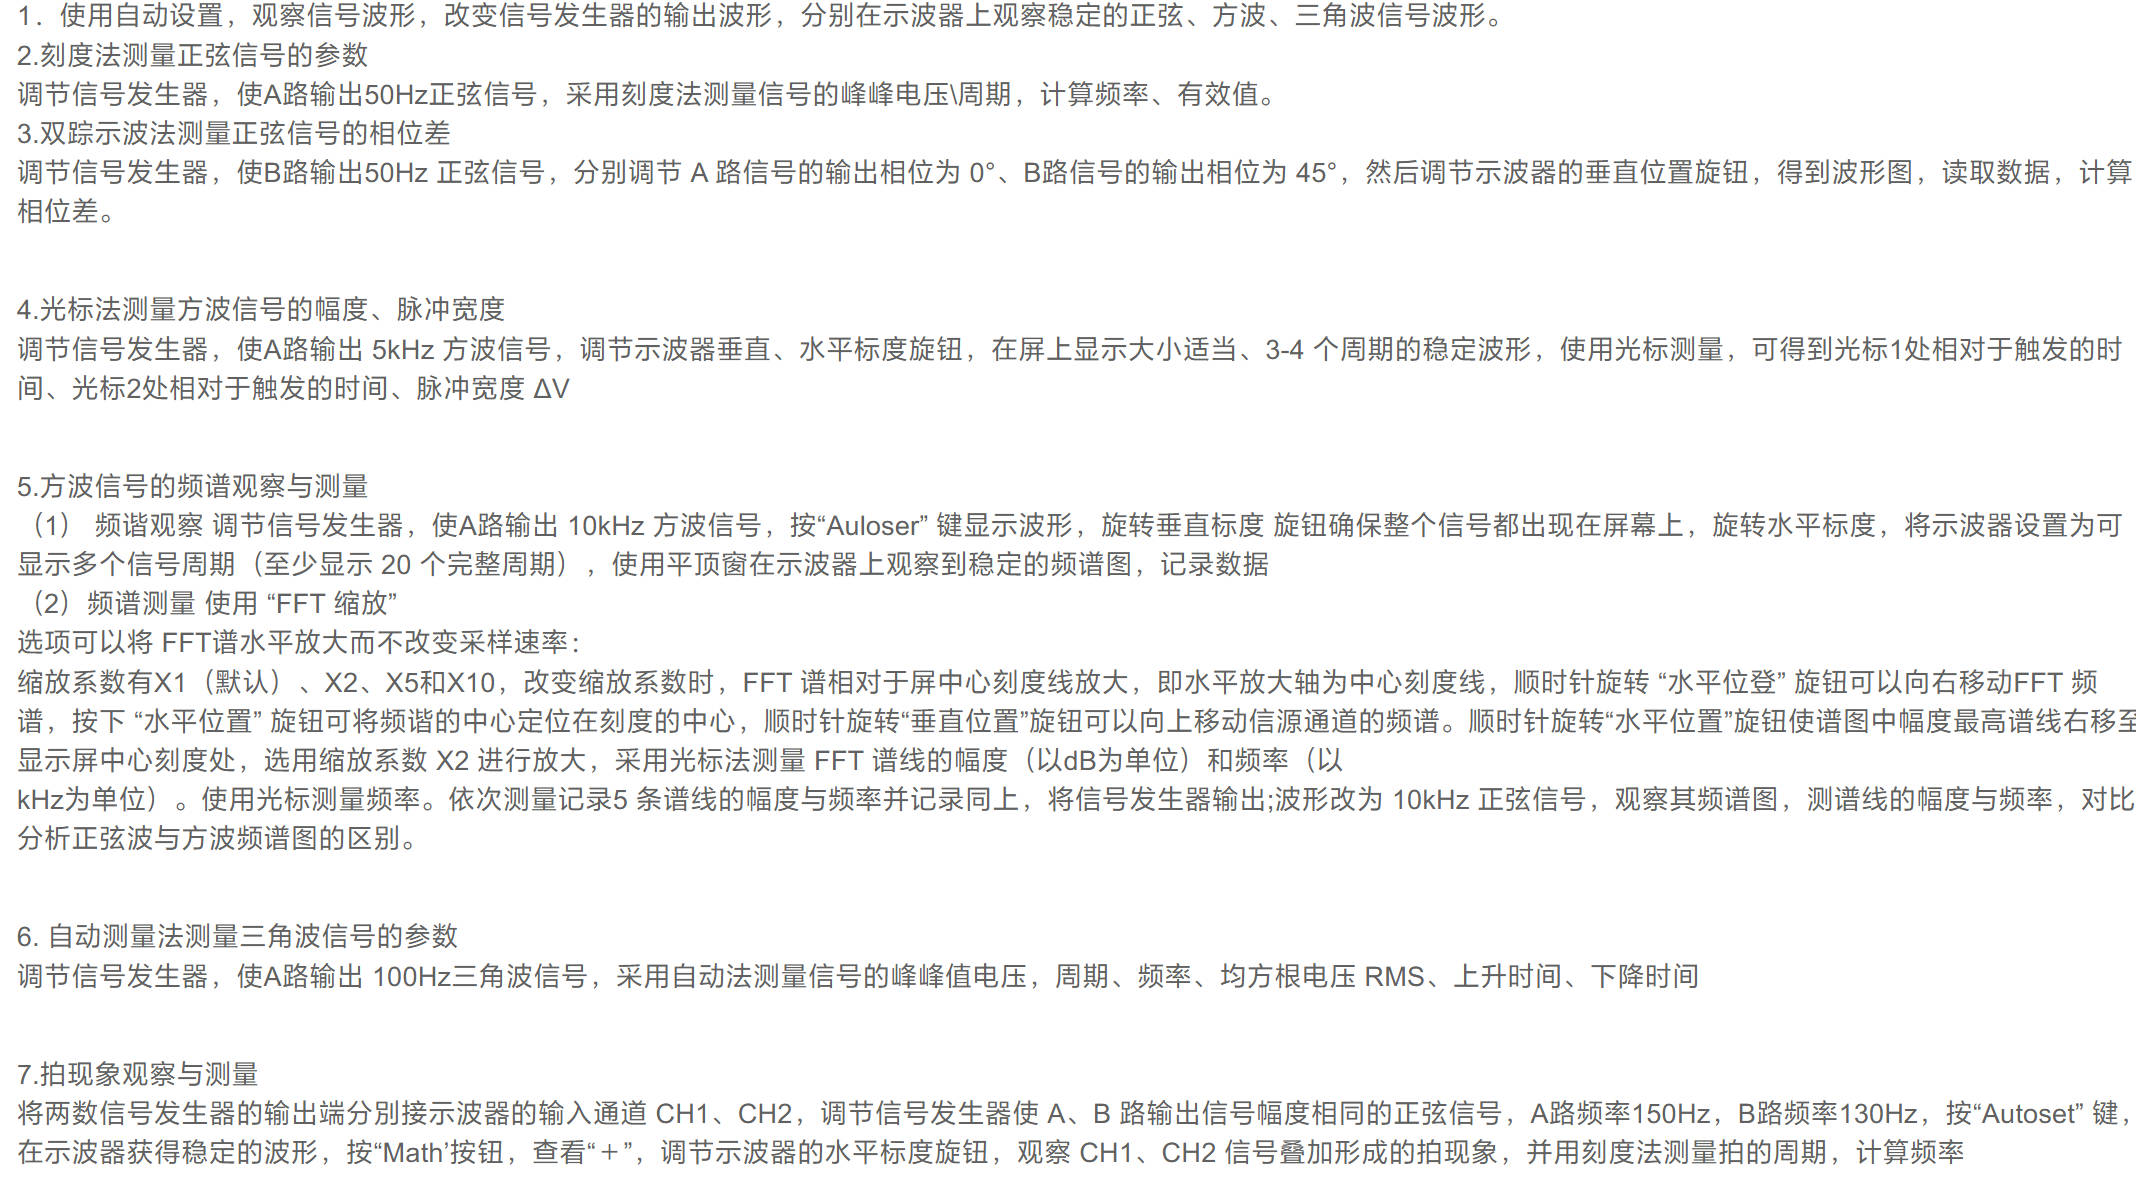 1．使用自动设置，观察信号波形，改变信号发生器的输出波形，分别在示波器上观察稳定的正弦、方波、三角波信号波形。
2.刻度法测量正弦信号的参数
调节信号发生器，使A路输出50Hz正弦信号，采用刻度法测量信号的峰峰电压\周期，计算频率、有效值。
3.双踪示波法测量正弦信号的相位差
调节信号发生器，使B路输出50Hz 正弦信号，分别调节 A 路信号的输出相位为 0°、B路信号的输出相位为 45°，然后调节示波器的垂直位置旋钮，得到波形图，读取数据，计算
相位差。
4.光标法测量方波信号的幅度、脉冲宽度
调节信号发生器，使A路输出 5kHz 方波信号，调节示波器垂直、水平标度旋钮，在屏上显示大小适当、3-4 个周期的稳定波形，使用光标测量，可得到光标1处相对于触发的时
间、光标2处相对于触发的时间、脉冲宽度 ΔV
5.方波信号的频谱观察与测量
（1） 频谐观察 调节信号发生器，使A路输出 10kHz 方波信号，按“Auloser” 键显示波形，旋转垂直标度 旋钮确保整个信号都出现在屏幕上，旋转水平标度，将示波器设置为可
显示多个信号周期（至少显示 20 个完整周期），使用平顶窗在示波器上观察到稳定的频谱图，记录数据
（2）频谱测量 使用 “FFT 缩放”
选项可以将 FFT谱水平放大而不改变采样速率：
缩放系数有X1（默认）、X2、X5和X10，改变缩放系数时，FFT 谱相对于屏中心刻度线放大，即水平放大轴为中心刻度线，顺时针旋转 “水平位登” 旋钮可以向右移动FFT 频
谱，按下 “水平位置” 旋钮可将频谐的中心定位在刻度的中心，顺时针旋转“垂直位置”旋钮可以向上移动信源通道的频谱。顺时针旋转“水平位置”旋钮使谱图中幅度最高谱线右移至
显示屏中心刻度处，选用缩放系数 X2 进行放大，采用光标法测量 FFT 谱线的幅度（以dB为单位）和频率（以
kHz为单位）。使用光标测量频率。依次测量记录5 条谱线的幅度与频率并记录同上，将信号发生器输出;波形改为 10kHz 正弦信号，观察其频谱图，测谱线的幅度与频率，对比
分析正弦波与方波频谱图的区别。
6. 自动测量法测量三角波信号的参数
调节信号发生器，使A路输出 100Hz三角波信号，采用自动法测量信号的峰峰值电压，周期、频率、均方根电压 RMS、上升时间、下降时间
7.拍现象观察与测量
将两数信号发生器的输出端分別接示波器的输入通道 CH1、CH2，调节信号发生器使 A、B 路输出信号幅度相同的正弦信号，A路频率150Hz，B路频率130Hz，按“Autoset” 键，
在示波器获得稳定的波形，按“Math’按钮，查看“＋”，调节示波器的水平标度旋钮，观察 CH1、CH2 信号叠加形成的拍现象，并用刻度法测量拍的周期，计算频率